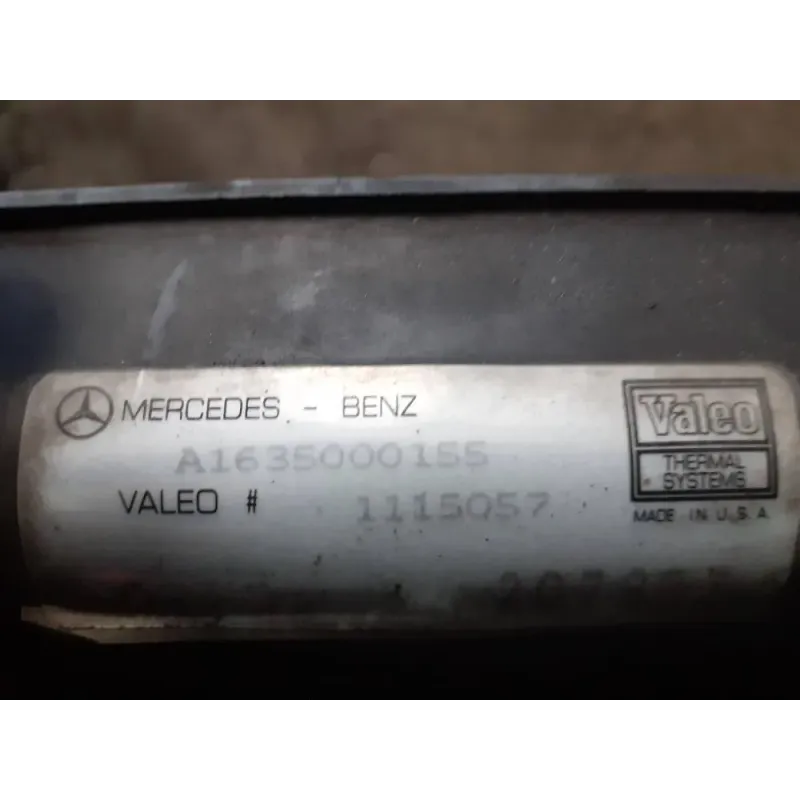 MERCEDES - BENZ
A1635000155
VALEO # 1115057
Valeo
THERMAL
SYSTEMS
MADE IN U.S.A